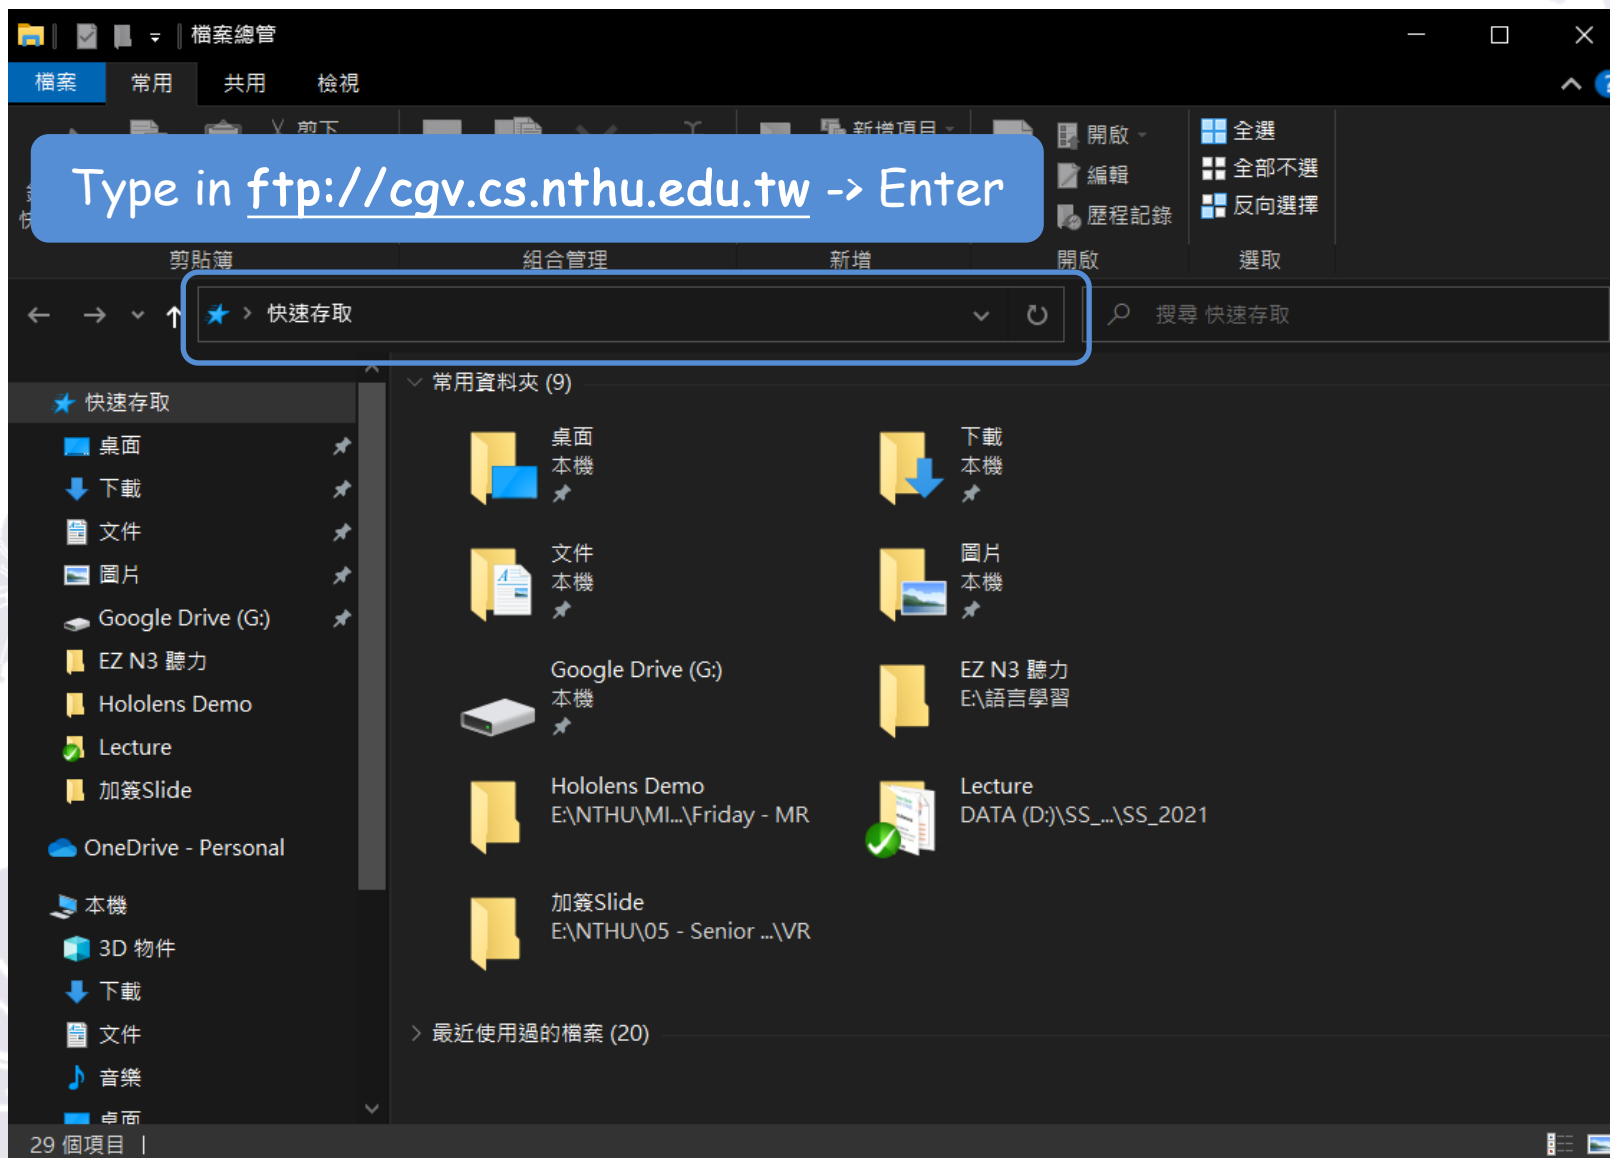 檔案總管
檔案 常用 共用 檢視
剪下
新增項目
開啟
全選
Type in ftp://cgv.cs.nthu.edu.tw -> Enter
編輯
全部不選
歷程記錄
反向選擇
剪貼簿 組合管理 新增 開啟 選取
快速存取
搜尋 快速存取
快速存取
桌面
下載
文件
圖片
Google Drive (G:)
EZ N3 聽力
Hololens Demo
Lecture
加簽Slide
OneDrive - Personal
本機
3D 物件
下載
文件
音樂
桌面
常用資料夾 (9)
桌面
本機
下載
本機
文件
本機
圖片
本機
Google Drive (G:)
本機
EZ N3 聽力
E:\語言學習
Hololens Demo
E:\NTHU\MI...\Friday - MR
Lecture
DATA (D:)\SS_...\SS_2021
加簽Slide
E:\NTHU\05 - Senior ...\VR
最近使用過的檔案 (20)
29 個項目